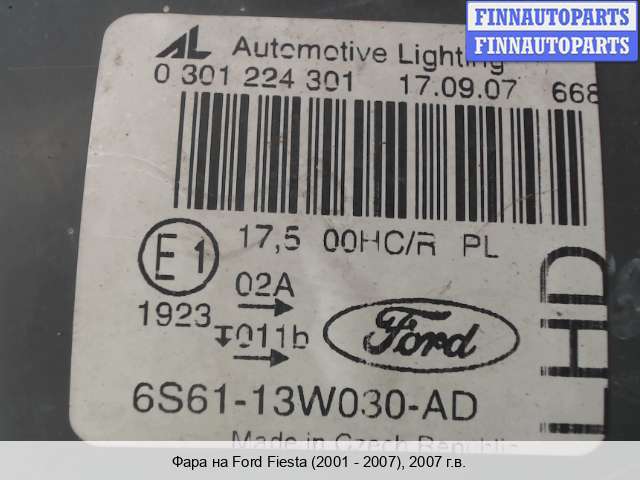 FINNAUTOPARTS
FINNAUTOPARTS
AL Automotive Lighting
0 301 224 301 17.09.07 668
17,5 00HC/R PL
E1
02A
1923
011b
Ford
6S61-13W030-AD
LHD
Made in Czech Republic
Фара на Ford Fiesta (2001 - 2007), 2007 г.в.